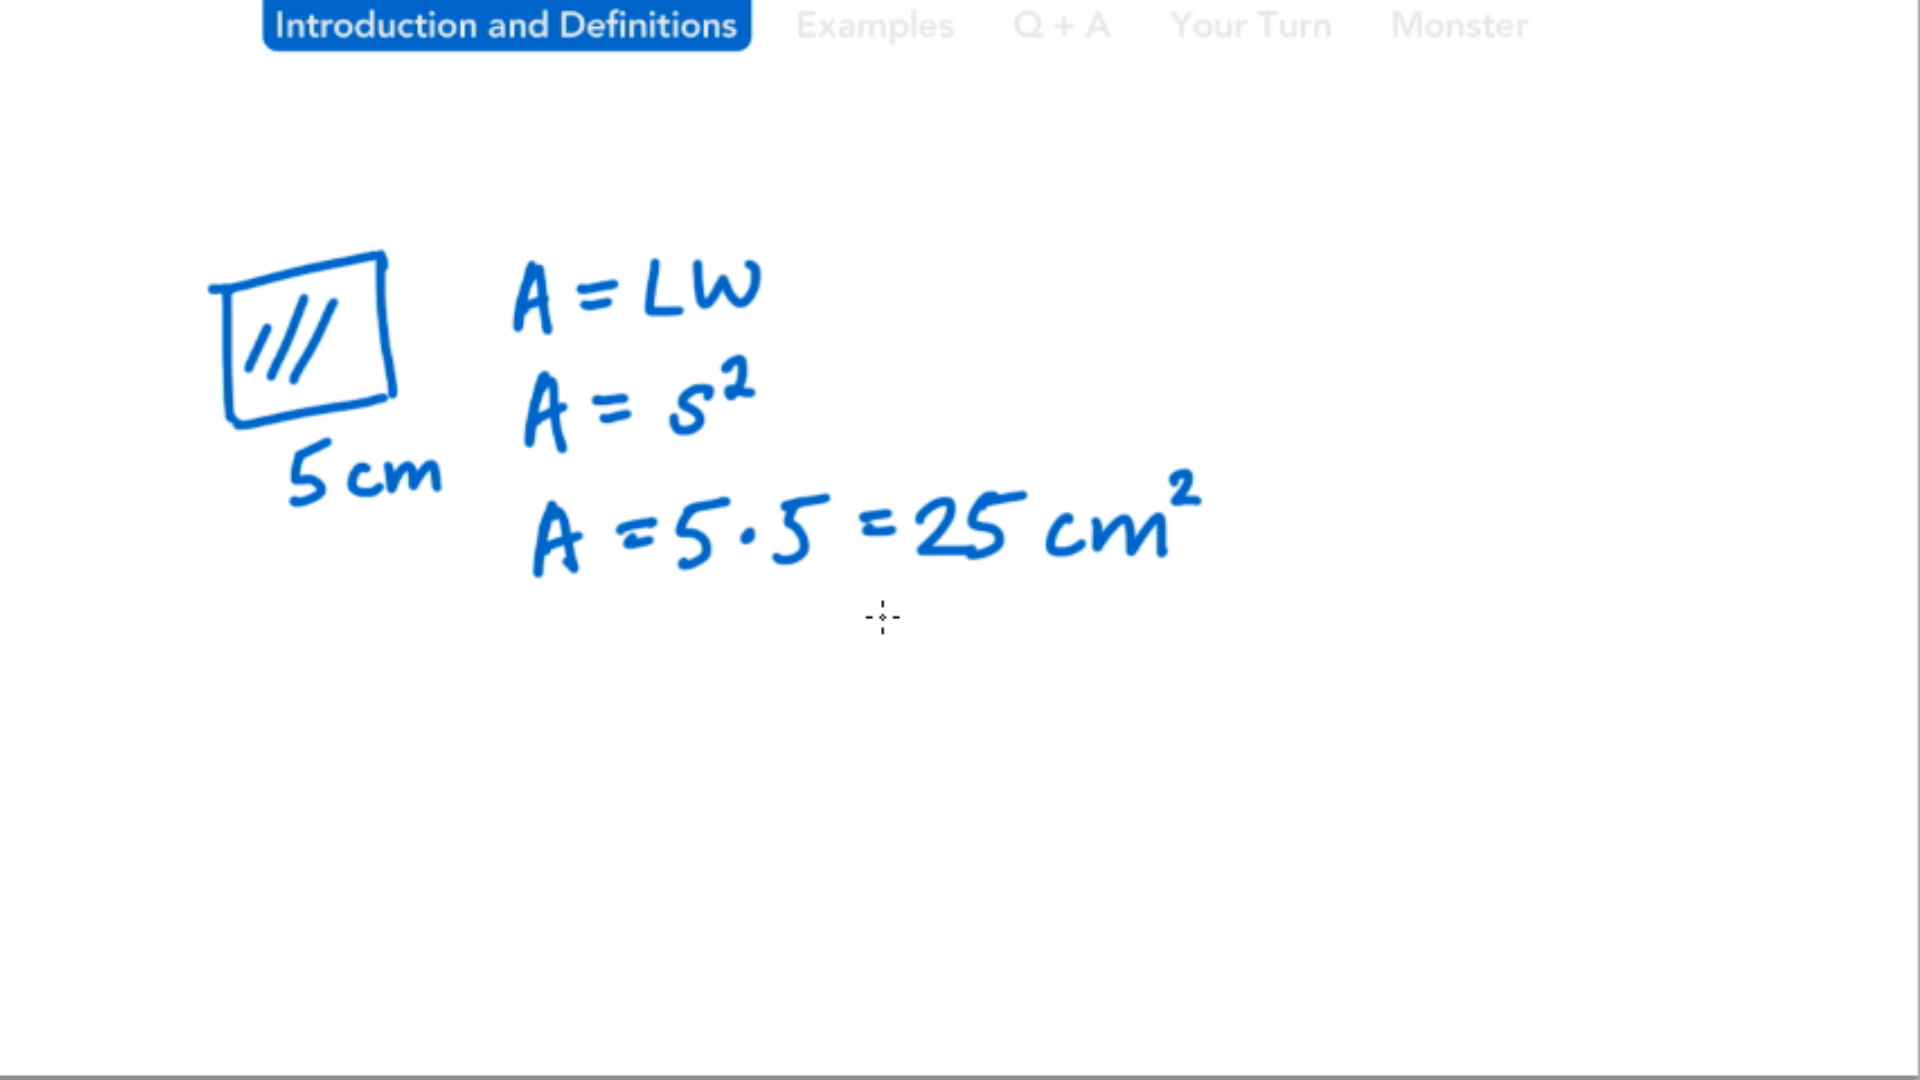 Introduction and Definitions Examples Q + A Your Turn Monster
A = LW
A = s²
5 cm
A = 5 · 5 = 25 cm²